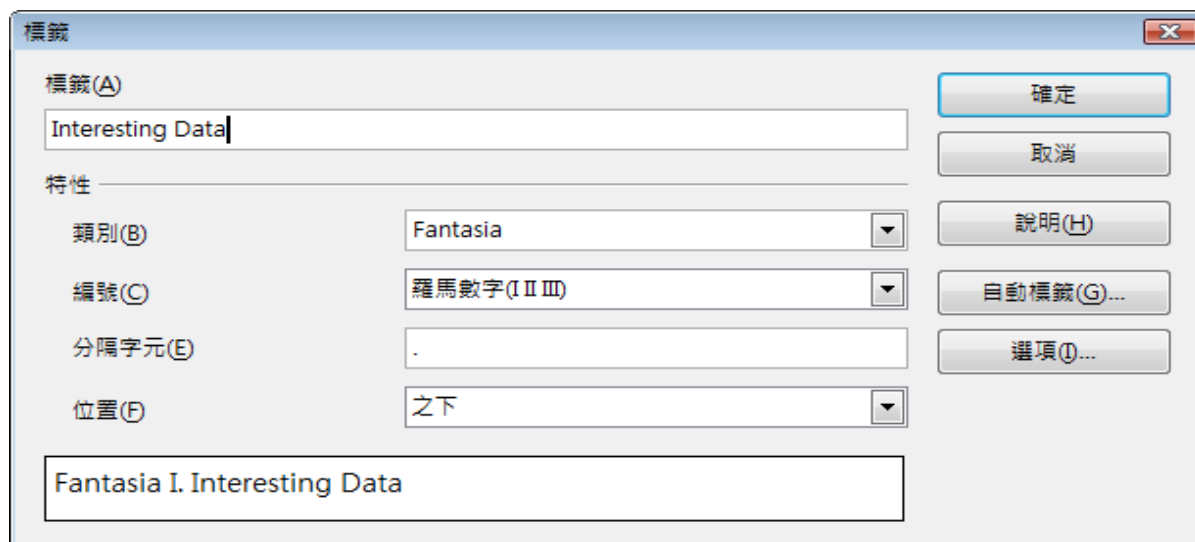 標籤
標籤(A)
Interesting Data
特性
類別(B) Fantasia
編號(C) 羅馬數字(I II III)
分隔字元(E) .
位置(F) 之下
Fantasia I. Interesting Data
確定
取消
說明(H)
自動標籤(G)...
選項(I)...